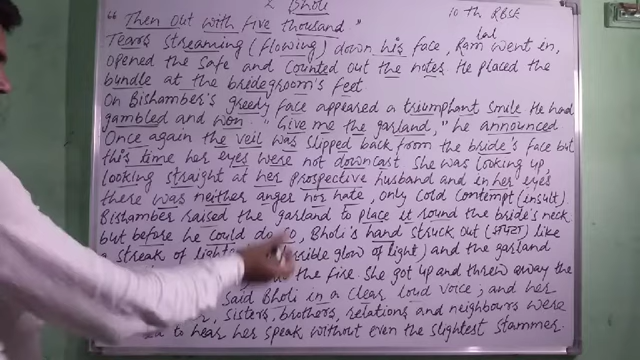 2 Bholi
10 th RBSE
"Then out with five thousand"
Tears streaming (flowing) down his face, Ram lal went in,
opened the safe and counted out the notes. He placed the
bundle at the bridegroom's feet
On Bishamber's greedy face appeared a triumphant smile He had
gambled and won. "Give me the garland," he announced
Once again the veil was slipped back from the bride's face but
this time her eyes were not downcast She was looking up,
looking straight at her prospective husband and in her eyes
there was neither anger nor hate, only cold contempt (insult).
Bishamber raised the garland to place it round the bride's neck
but before he could do so, Bholi's hand struck out like
a streak of light glow of light) and the garland
the fire. She got up and threw away the
said Bholi in a clear loud voice; and her
sisters, brothers, relations and neighbours were
to hear her speak without even the slightest stammer.